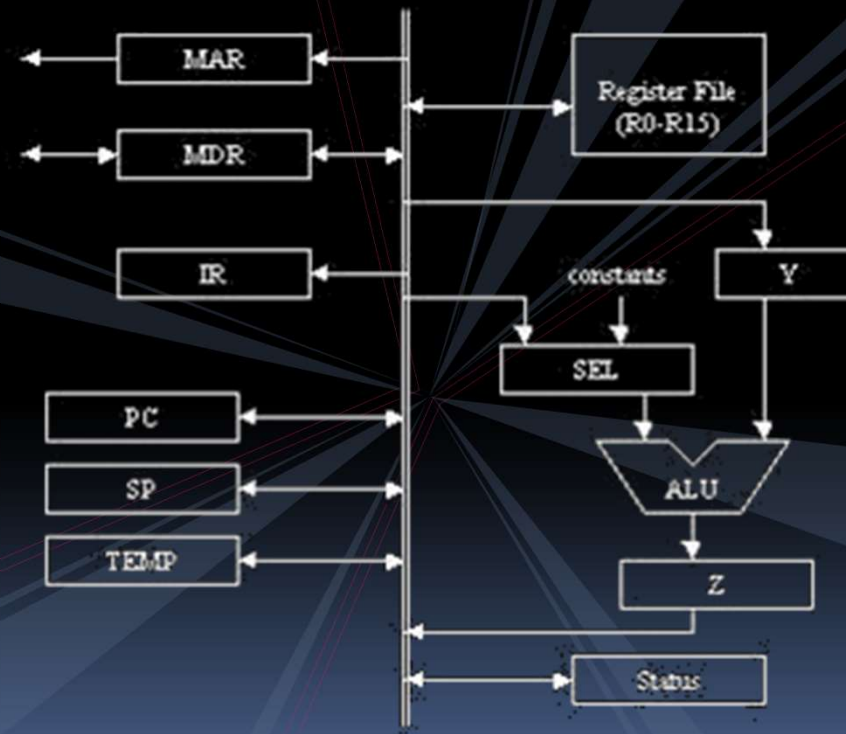 MAR
Register File
(R0-R15)
MDR
IR
constants
Y
SEL
PC
ALU
SP
TEMP
Z
Status